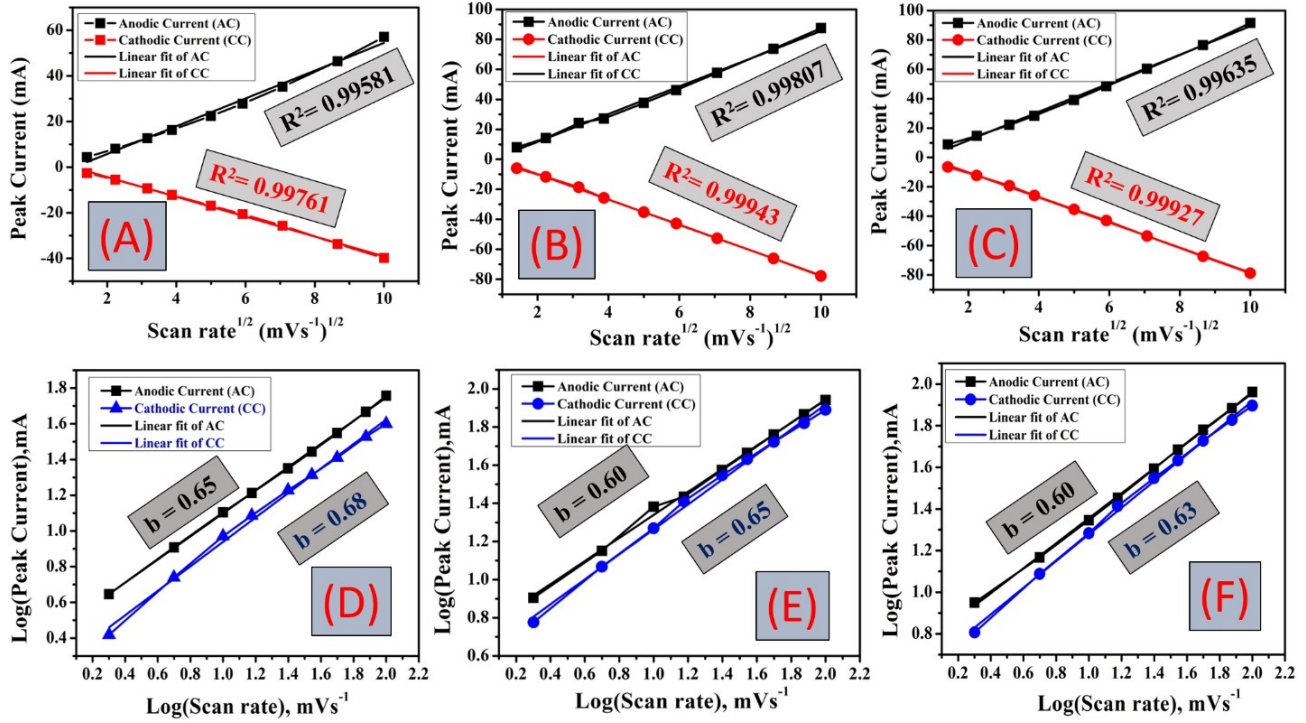 Peak Current (mA)
60
40
20
0
-20
-40
Anodic Current (AC)
Cathodic Current (CC)
Linear fit of AC
Linear fit of CC
R²= 0.99581
R²= 0.99761
(A)
2 4 6 8 10
Scan rate^1/2 (mVs⁻¹)^1/2
Peak Current (mA)
100
80
60
40
20
0
-20
-40
-60
-80
Anodic Current (AC)
Cathodic Current (CC)
Linear fit of AC
Linear fit of CC
R²= 0.99807
R²= 0.99943
(B)
2 4 6 8 10
Scan rate^1/2 (mVs⁻¹)^1/2
Peak Current (mA)
100
80
60
40
20
0
-20
-40
-60
-80
Anodic Current (AC)
Cathodic Current (CC)
Linear fit of AC
Linear fit of CC
R²= 0.99635
R²= 0.99927
(C)
2 4 6 8 10
Scan rate^1/2 (mVs⁻¹)^1/2
Log(Peak Current),mA
1.8
1.6
1.4
1.2
1.0
0.8
0.6
0.4
Anodic Current (AC)
Cathodic Current (CC)
Linear fit of AC
Linear fit of CC
b = 0.65
b = 0.68
(D)
0.2 0.4 0.6 0.8 1.0 1.2 1.4 1.6 1.8 2.0 2.2
Log(Scan rate), mVs⁻¹
Log(Peak Current),mA
2.0
1.8
1.6
1.4
1.2
1.0
0.8
0.6
Anodic Current (AC)
Cathodic Current (CC)
Linear fit of AC
Linear fit of CC
b = 0.60
b = 0.65
(E)
0.2 0.4 0.6 0.8 1.0 1.2 1.4 1.6 1.8 2.0 2.2
Log(Scan rate), mVs⁻¹
Log(Peak Current),mA
2.0
1.8
1.6
1.4
1.2
1.0
0.8
0.6
Anodic Current (AC)
Cathodic Current (CC)
Linear fit of AC
Linear fit of CC
b = 0.60
b = 0.63
(F)
0.2 0.4 0.6 0.8 1.0 1.2 1.4 1.6 1.8 2.0 2.2
Log(Scan rate), mVs⁻¹